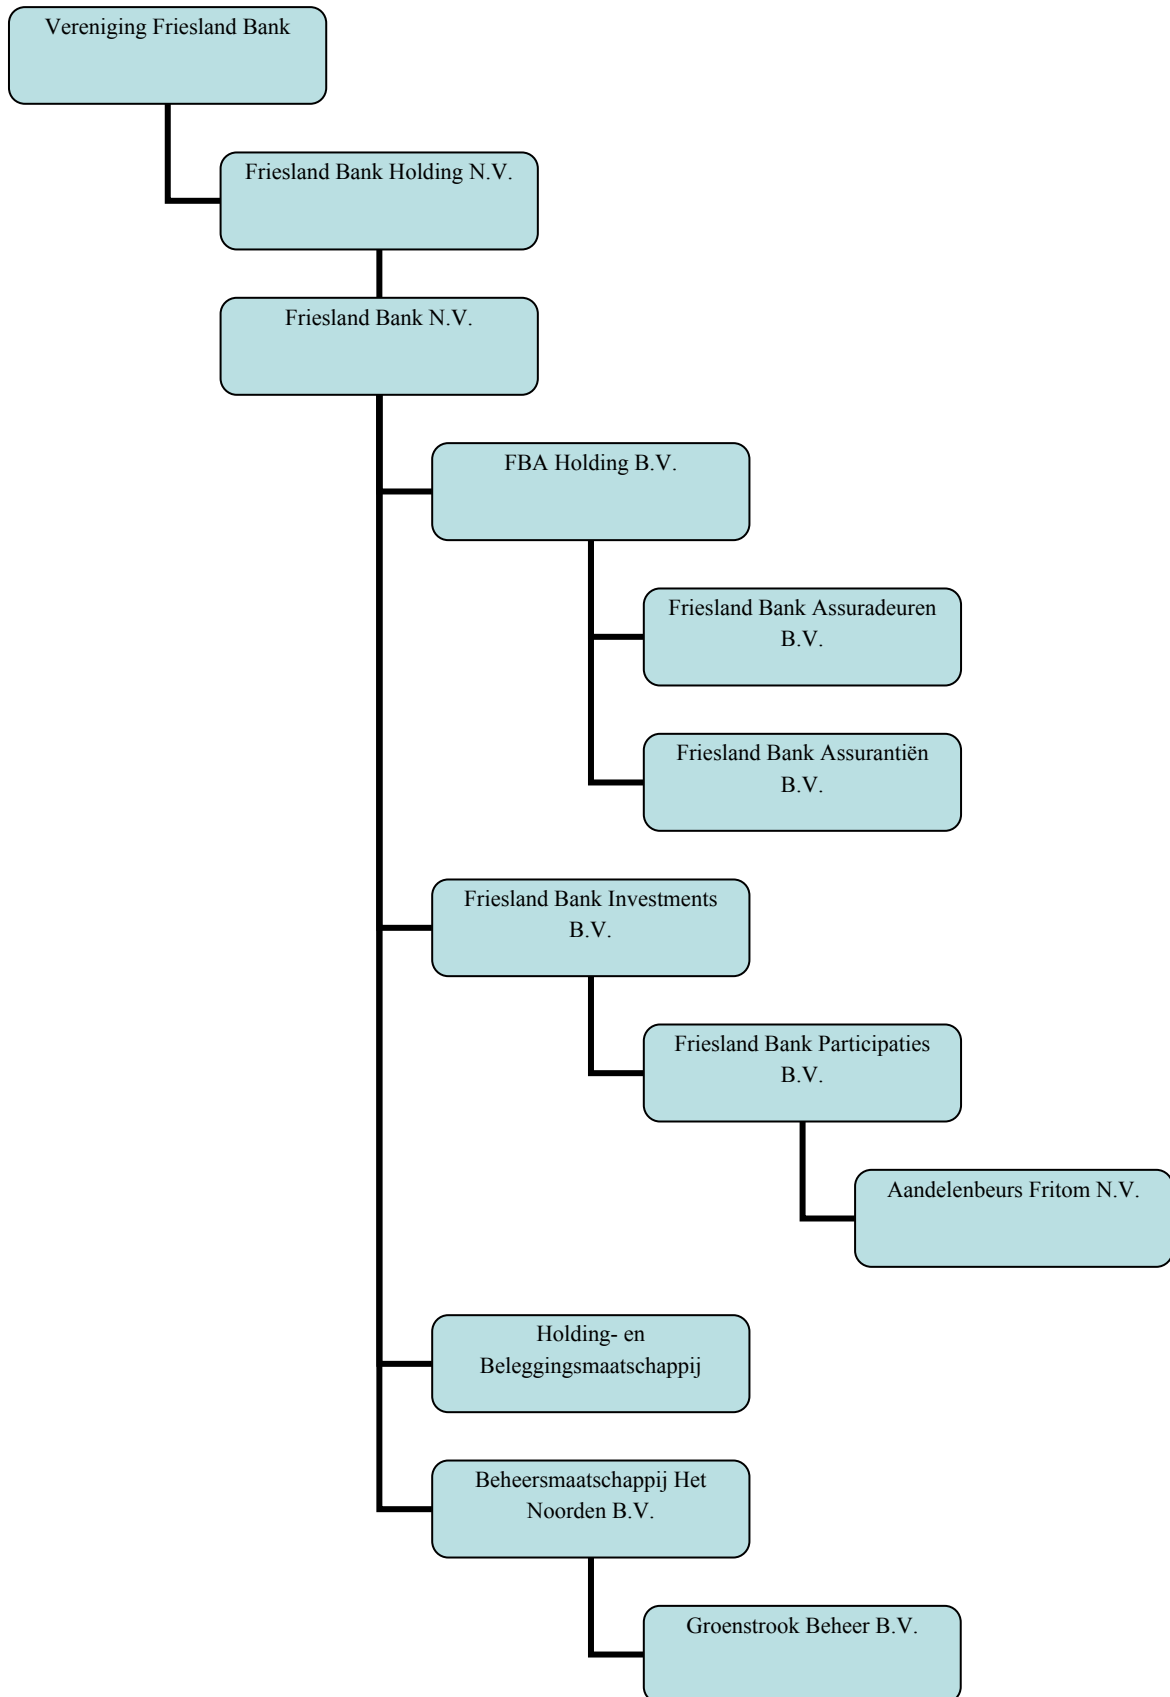 Vereniging Friesland Bank
Friesland Bank Holding N.V.
Friesland Bank N.V.
FBA Holding B.V.
Friesland Bank Assuradeuren
B.V.
Friesland Bank Assurantiën
B.V.
Friesland Bank Investments
B.V.
Friesland Bank Participaties
B.V.
Aandelenbeurs Fritom N.V.
Holding- en
Beleggingsmaatschappij
Beheersmaatschappij Het
Noorden B.V.
Groenstrook Beheer B.V.